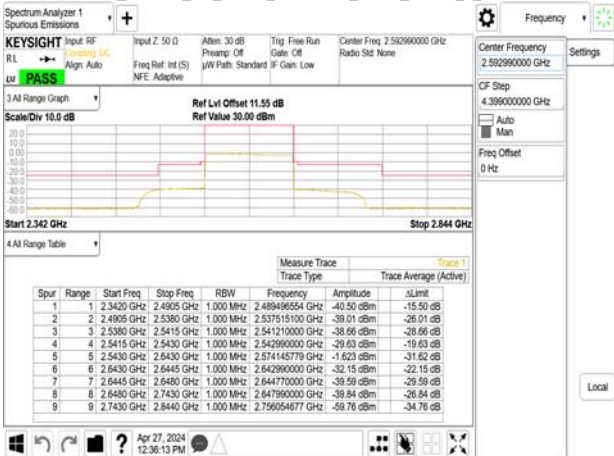 Spectrum Analyzer 1
Spurious Emissions
Frequency
KEYSIGHT Input: RF
RL
Coupling: DC
Align: Auto
LXI PASS
Input Z: 50 Ω
Freq Ref: Int (S)
NFE: Adaptive
Atten: 30 dB
Preamp: Off
µW Path: Standard
Trig: Free Run
Gate: Off
IF Gain: Low
Center Freq: 2.592990000 GHz
Radio Std: None
Center Frequency
2.592990000 GHz
Settings
CF Step
4.399000000 GHz
Auto
Man
Freq Offset
0 Hz
Local
3 All Range Graph
Scale/Div 10.0 dB
Ref Lvl Offset 11.55 dB
Ref Value 30.00 dBm
20.0
10.0
0.00
-10.0
-20.0
-30.0
-40.0
-50.0
-60.0
Start 2.342 GHz
Stop 2.844 GHz
4 All Range Table
Measure Trace Trace 1
Trace Type Trace Average (Active)
Spur Range Start Freq Stop Freq RBW Frequency Amplitude ΔLimit
1 1 2.3420 GHz 2.4905 GHz 1.000 MHz 2.489496554 GHz -40.50 dBm -15.50 dB
2 2 2.4905 GHz 2.5380 GHz 1.000 MHz 2.537515100 GHz -39.01 dBm -26.01 dB
3 3 2.5380 GHz 2.5415 GHz 1.000 MHz 2.541210000 GHz -38.66 dBm -28.66 dB
4 4 2.5415 GHz 2.5430 GHz 1.000 MHz 2.542990000 GHz -29.63 dBm -19.63 dB
5 5 2.5430 GHz 2.6430 GHz 1.000 MHz 2.574145779 GHz -1.623 dBm -31.62 dB
6 6 2.6430 GHz 2.6445 GHz 1.000 MHz 2.642990000 GHz -32.15 dBm -22.15 dB
7 7 2.6445 GHz 2.6480 GHz 1.000 MHz 2.644770000 GHz -39.59 dBm -29.59 dB
8 8 2.6480 GHz 2.7430 GHz 1.000 MHz 2.647990000 GHz -39.84 dBm -26.84 dB
9 9 2.7430 GHz 2.8440 GHz 1.000 MHz 2.756054677 GHz -59.76 dBm -34.76 dB
Apr 27, 2024
12:36:13 PM